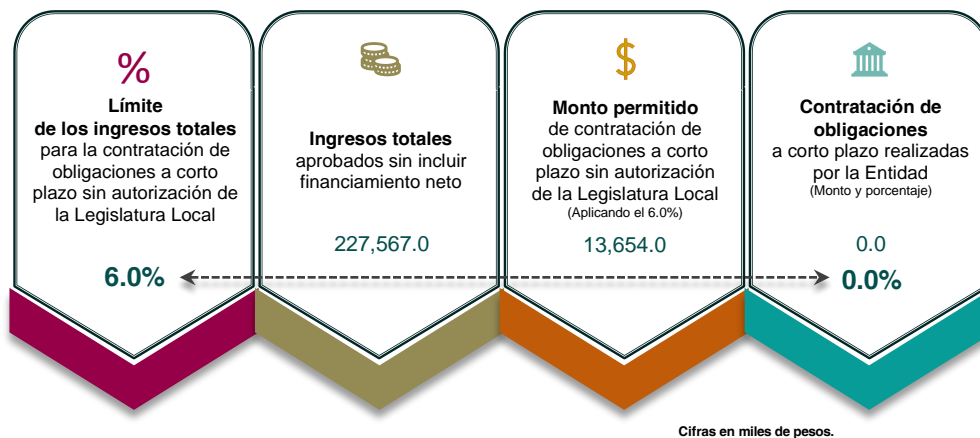 %
Límite
de los ingresos totales
para la contratación de
obligaciones a corto
plazo sin autorización de
la Legislatura Local
6.0%
Ingresos totales
aprobados sin incluir
financiamiento neto
227,567.0
$
Monto permitido
de contratación de
obligaciones a corto
plazo sin autorización
de la Legislatura Local
(Aplicando el 6.0%)
13,654.0
Contratación de
obligaciones
a corto plazo realizadas
por la Entidad
(Monto y porcentaje)
0.0
0.0%
Cifras en miles de pesos.